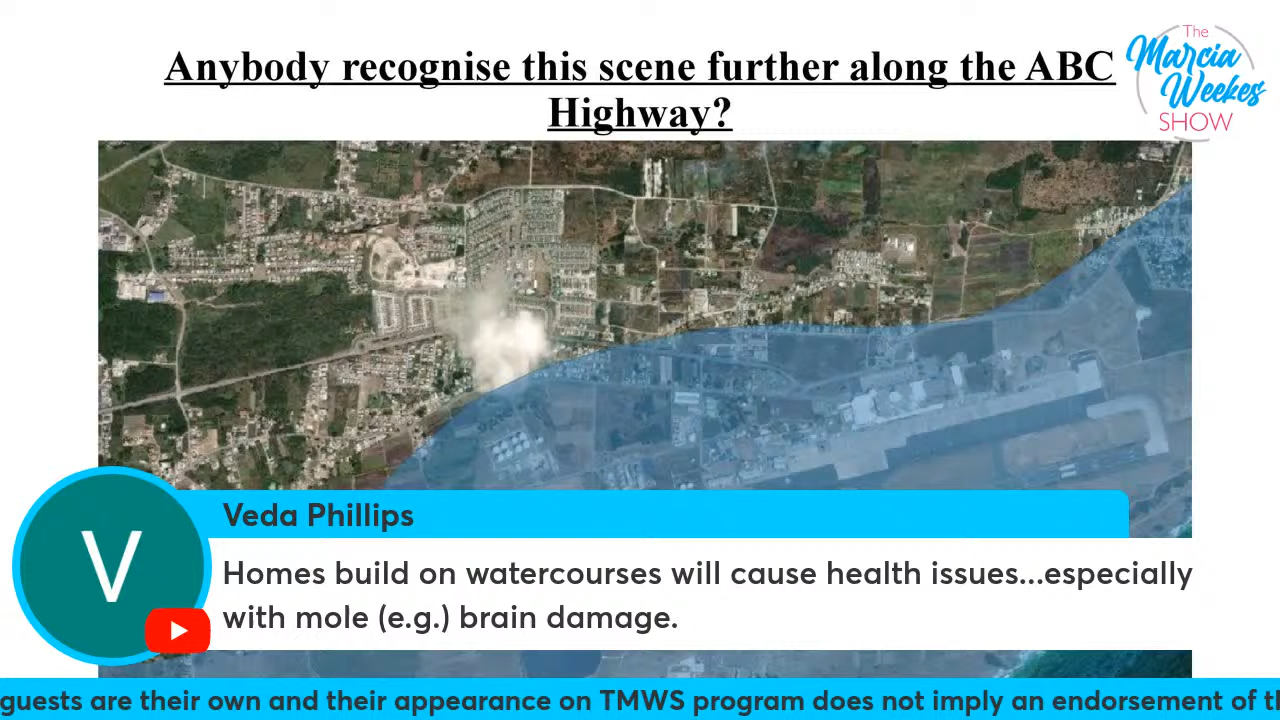 Anybody recognise this scene further along the ABC
Highway?
The
Marcia
Weekes
SHOW
V
Veda Phillips
Homes build on watercourses will cause health issues...especially
with mole (e.g.) brain damage.
guests are their own and their appearance on TMWS program does not imply an endorsement of th